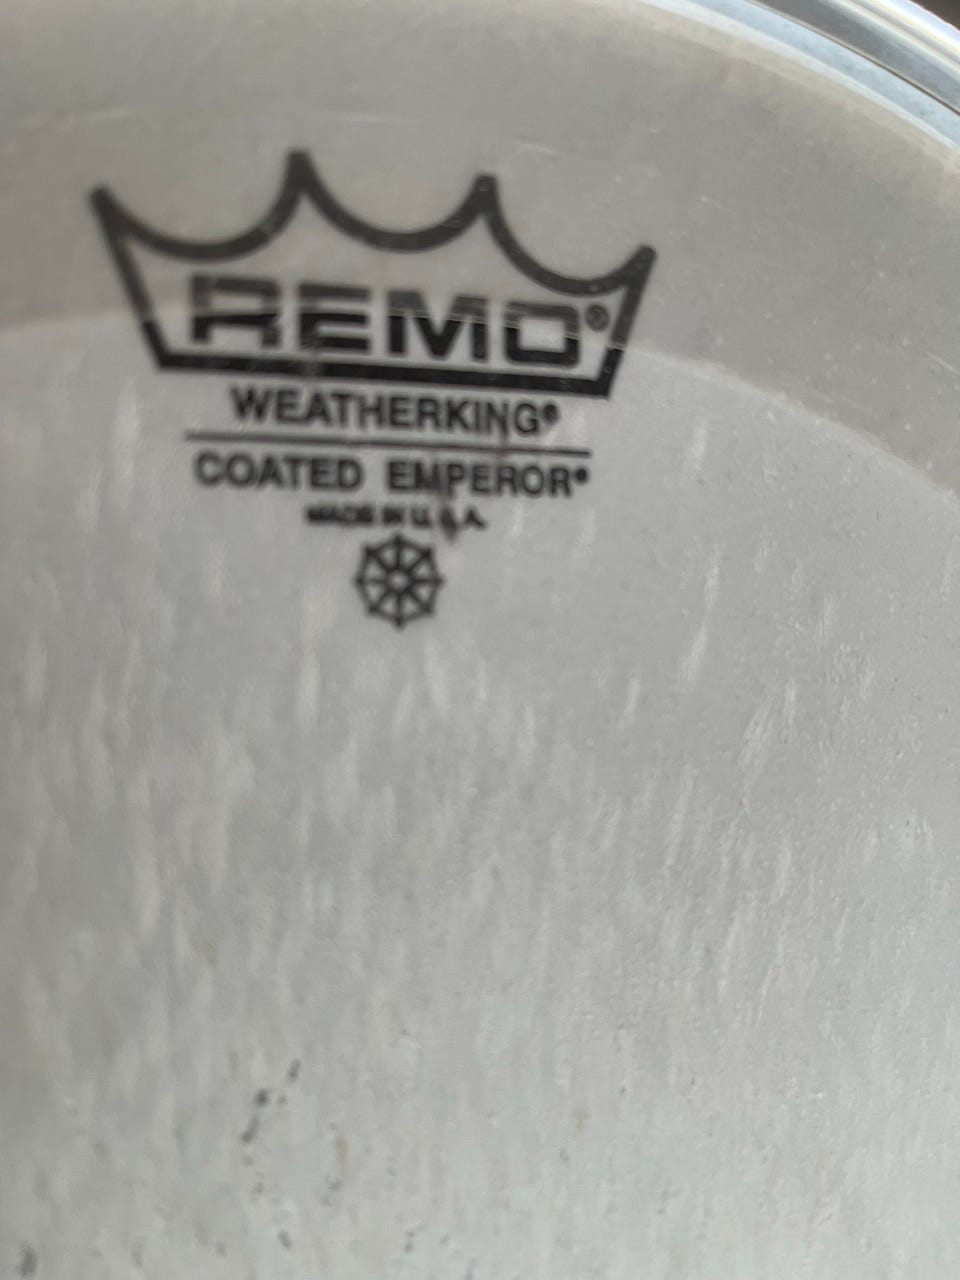 REMO®
WEATHERKING®
COATED EMPEROR®
MADE IN U.S.A.